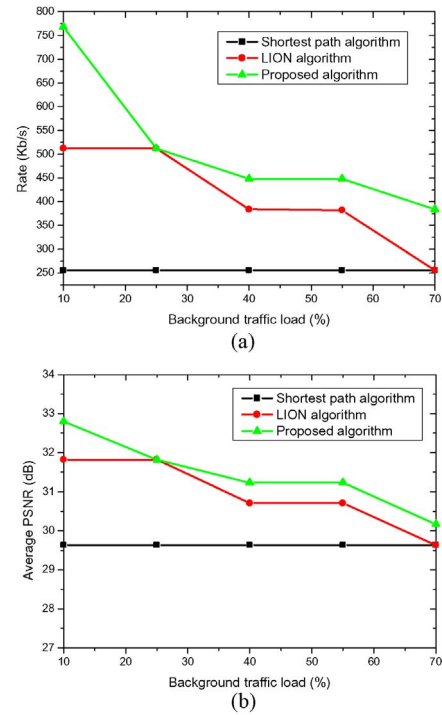 800
750
700
650
600
550
500
450
400
350
300
250
Rate (Kb/s)
Shortest path algorithm
LION algorithm
Proposed algorithm
10 20 30 40 50 60 70
Background traffic load (%)
(a)
34
33
32
31
30
29
28
27
Average PSNR (dB)
Shortest path algorithm
LION algorithm
Proposed algorithm
10 20 30 40 50 60 70
Background traffic load (%)
(b)